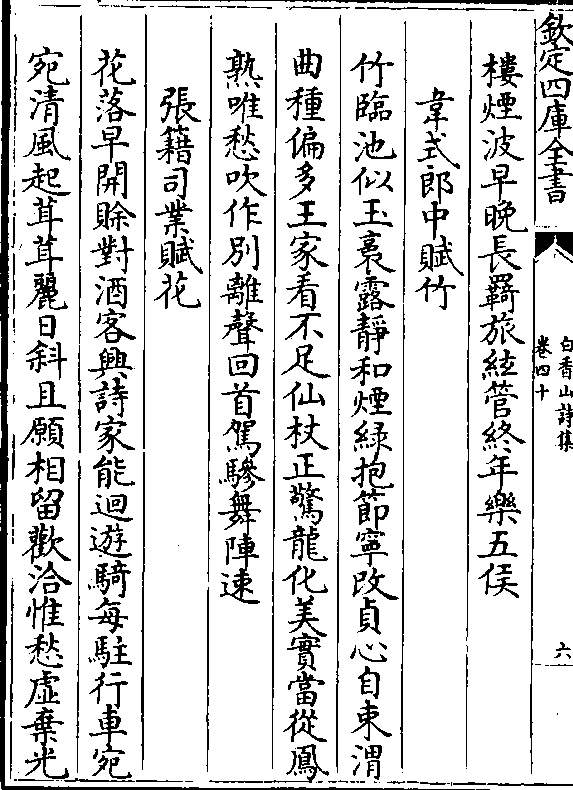 欽定四庫全書
白香山詩集
卷四十
六
樓煙波早晚長羇旅絃管終年樂五侯
韋式郎中賦竹
竹臨池似玉裛露靜和煙綠抱節寧改貞心自束渭
曲種偏多王家看不足仙杖正驚龍化美實當從鳳
熟唯愁吹作別離聲回首駕驂舞陣速
張籍司業賦花
花落早開賒對酒客興詩家能迴遊騎每駐行車宛
宛清風起茸茸麗日斜且願相留歡洽惟愁虛棄光